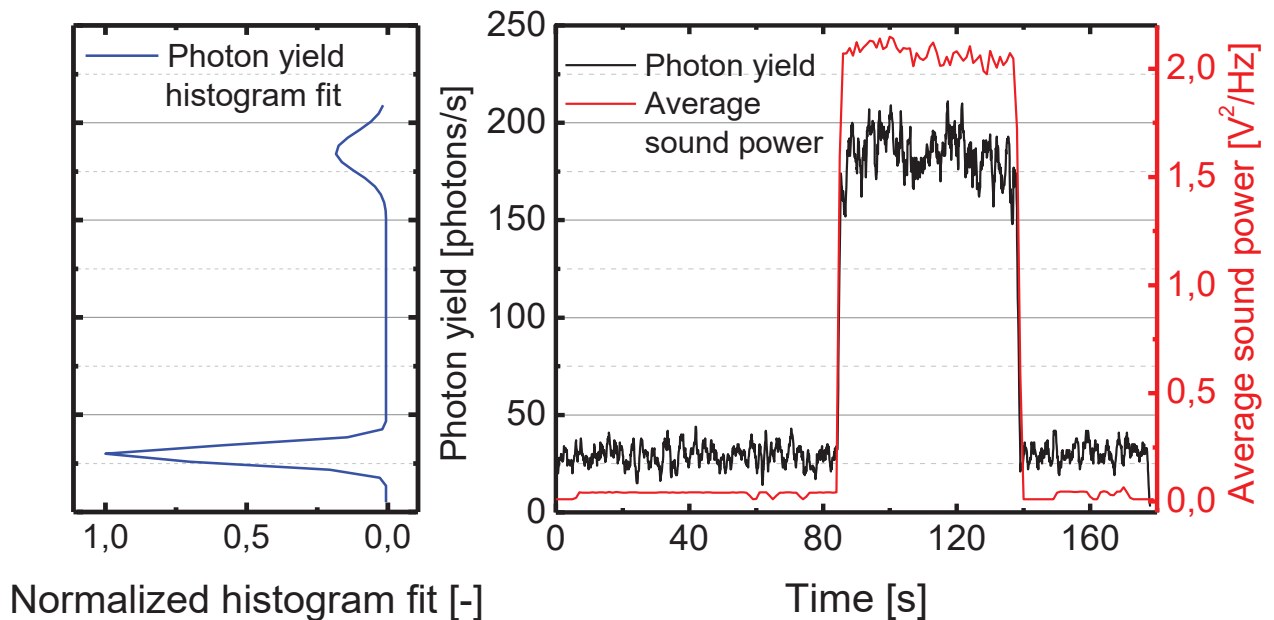 Photon yield
histogram fit
1,0
0,5
0,0
Normalized histogram fit [-]
Photon yield [photons/s]
250
200
150
100
50
0
Photon yield
Average
sound power
0
40
80
120
160
Time [s]
2,0
1,5
1,0
0,5
0,0
Average sound power [V²/Hz]